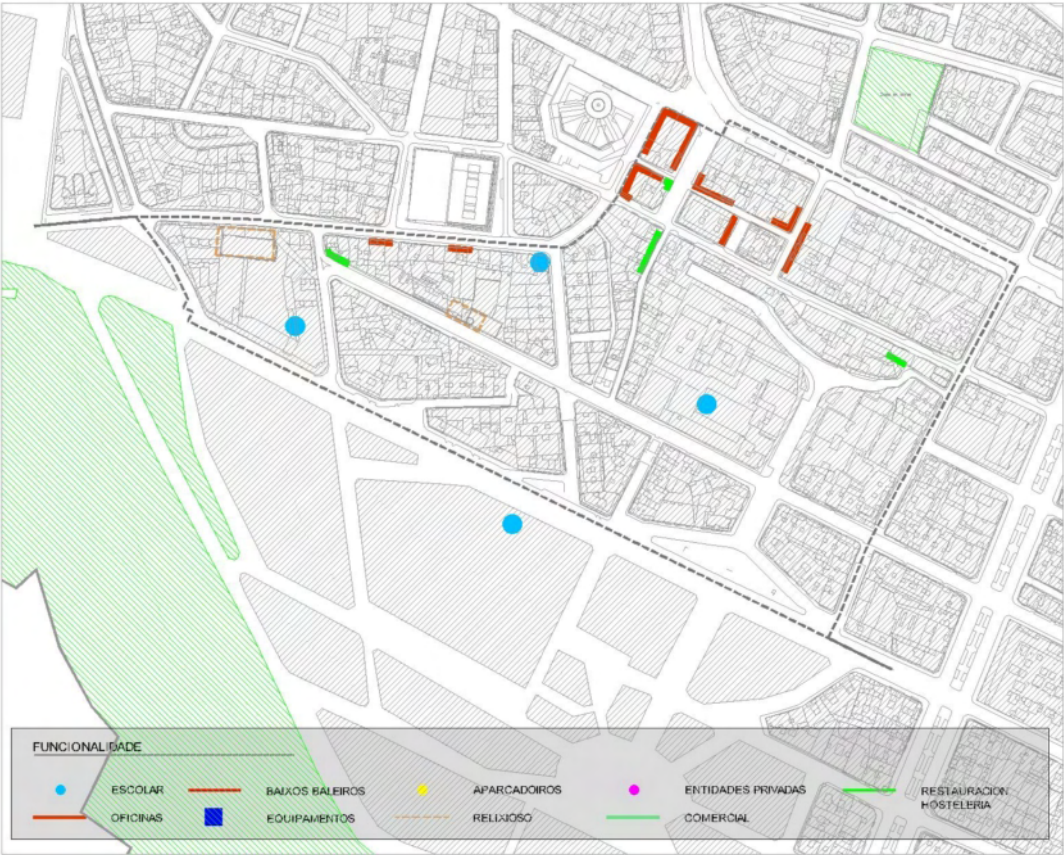 FUNCIONALIDADE
ESCOLAR BAIXOS BALEIROS APARCADOIROS ENTIDADES PRIVADAS RESTAURACION HOSTELERIA
OFICINAS EQUIPAMENTOS RELIXIOSO COMERCIAL